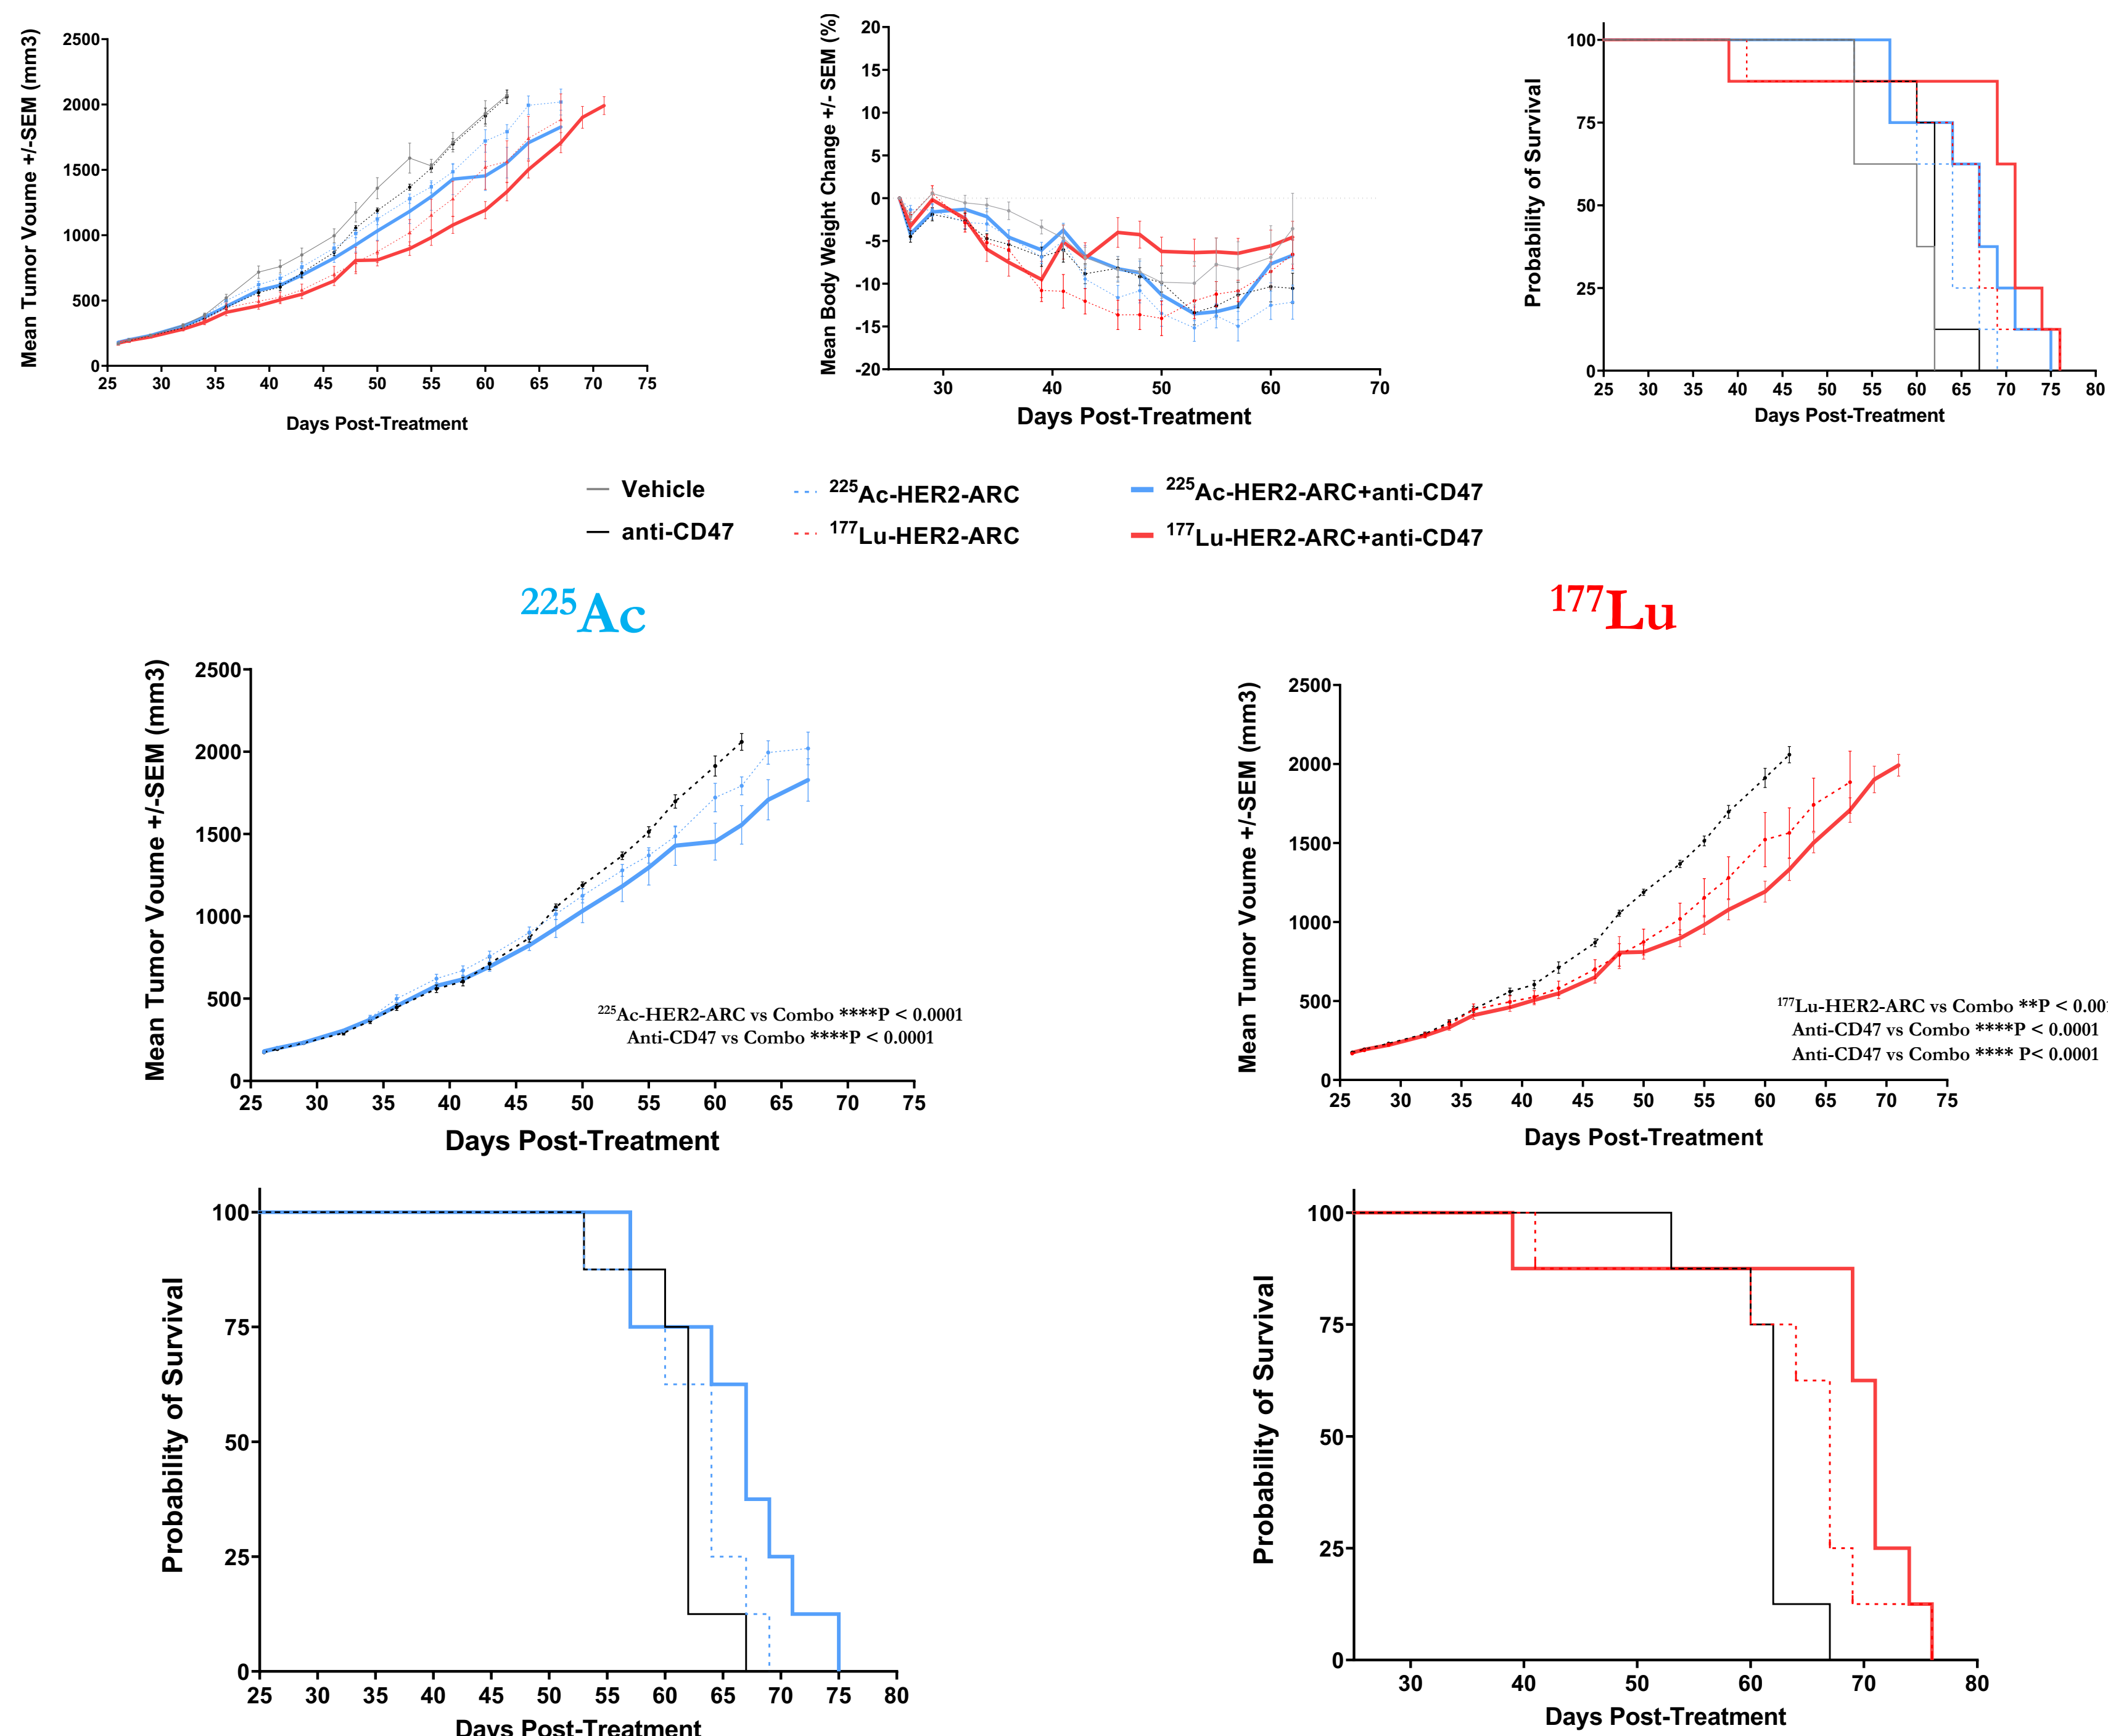 Mean Tumor Voume +/-SEM (mm3)
2500
2000
1500
1000
500
0
25 30 35 40 45 50 55 60 65 70 75
Days Post-Treatment
Mean Body Weight Change +/- SEM (%)
20
15
10
5
0
-5
-10
-15
-20
30 40 50 60 70
Days Post-Treatment
Probability of Survival
100
75
50
25
0
25 30 35 40 45 50 55 60 65 70 75 80
Days Post-Treatment
Vehicle
anti-CD47
225Ac-HER2-ARC
177Lu-HER2-ARC
225Ac-HER2-ARC+anti-CD47
177Lu-HER2-ARC+anti-CD47
225Ac
177Lu
Mean Tumor Voume +/-SEM (mm3)
2500
2000
1500
1000
500
0
225Ac-HER2-ARC vs Combo ****P < 0.0001
Anti-CD47 vs Combo ****P < 0.0001
25 30 35 40 45 50 55 60 65 70 75
Days Post-Treatment
Mean Tumor Voume +/-SEM (mm3)
2500
2000
1500
1000
500
0
177Lu-HER2-ARC vs Combo **P < 0.001
Anti-CD47 vs Combo ****P < 0.0001
Anti-CD47 vs Combo **** P< 0.0001
25 30 35 40 45 50 55 60 65 70 75
Days Post-Treatment
Probability of Survival
100
75
50
25
0
25 30 35 40 45 50 55 60 65 70 75 80
Days Post-Treatment
Probability of Survival
100
75
50
25
0
30 40 50 60 70 80
Days Post-Treatment